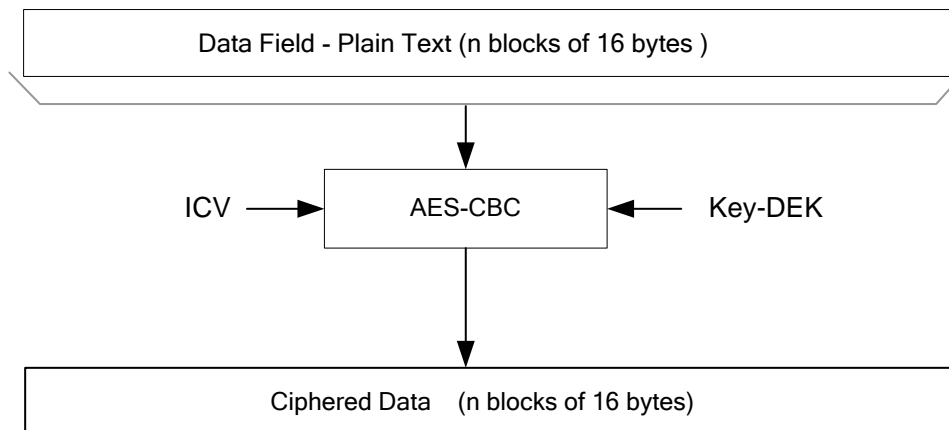 Data Field - Plain Text (n blocks of 16 bytes )
ICV
AES-CBC
Key-DEK
Ciphered Data (n blocks of 16 bytes)